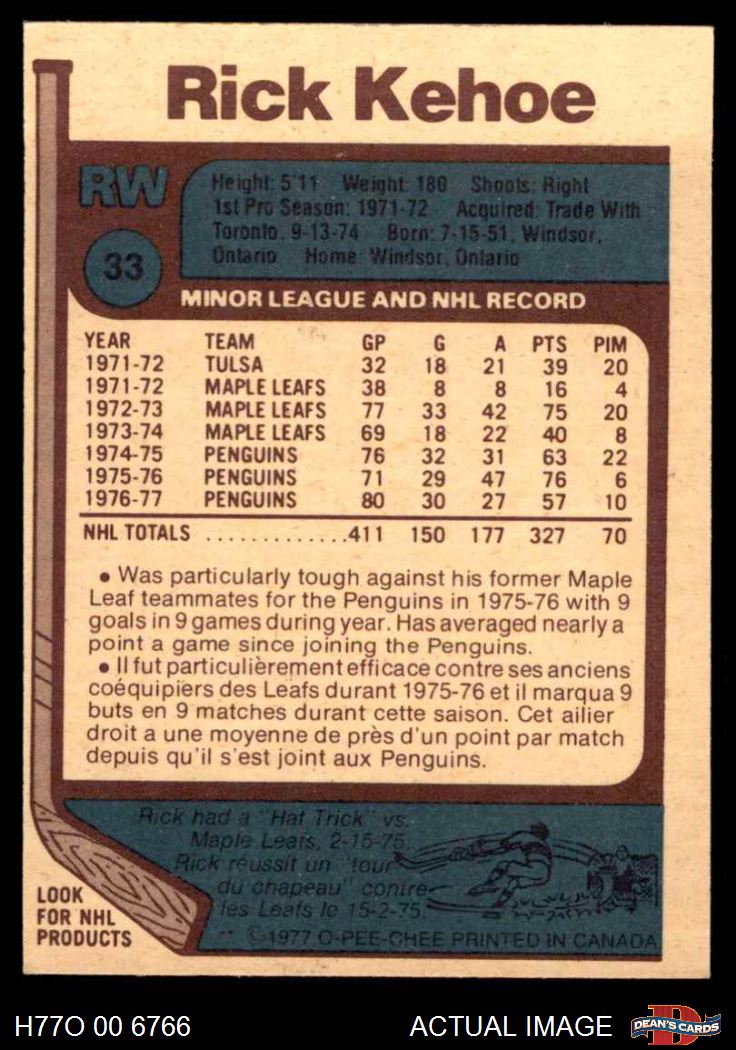 Rick Kehoe
RW
33
Height: 5'11 Weight: 180 Shoots: Right
1st Pro Season: 1971-72 Acquired: Trade With
Toronto, 9-13-74 Born: 7-15-51, Windsor,
Ontario Home: Windsor, Ontario
MINOR LEAGUE AND NHL RECORD
YEAR TEAM GP G A PTS PIM
1971-72 TULSA 32 18 21 39 20
1971-72 MAPLE LEAFS 38 8 8 16 4
1972-73 MAPLE LEAFS 77 33 42 75 20
1973-74 MAPLE LEAFS 69 18 22 40 8
1974-75 PENGUINS 76 32 31 63 22
1975-76 PENGUINS 71 29 47 76 6
1976-77 PENGUINS 80 30 27 57 10
NHL TOTALS .............411 150 177 327 70
• Was particularly tough against his former Maple
Leaf teammates for the Penguins in 1975-76 with 9
goals in 9 games during year. Has averaged nearly a
point a game since joining the Penguins.
• Il fut particulièrement efficace contre ses anciens
coéquipiers des Leafs durant 1975-76 et il marqua 9
buts en 9 matches durant cette saison. Cet ailier
droit a une moyenne de près d'un point par match
depuis qu'il s'est joint aux Penguins.
Rick had a "Hat Trick" vs.
Maple Leafs, 2-15-75.
Rick réussit un "tour
du chapeau" contre
les Leafs le 15-2-75.
LOOK
FOR NHL
PRODUCTS
** ©1977 O-PEE-CHEE PRINTED IN CANADA
H77O 00 6766 ACTUAL IMAGE DEAN'S CARDS